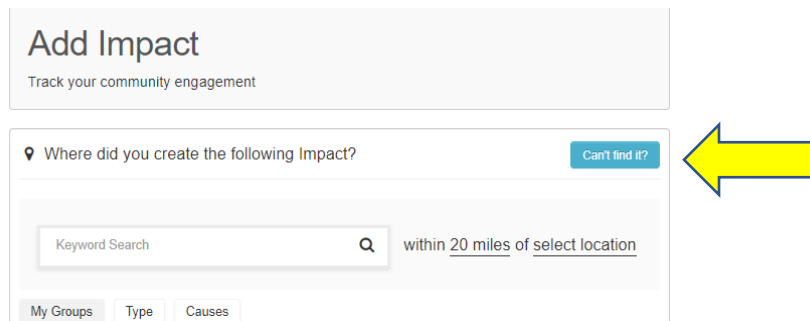 Add Impact
Track your community engagement
Where did you create the following Impact?
Can't find it?
Keyword Search
within 20 miles of select location
My Groups
Type
Causes